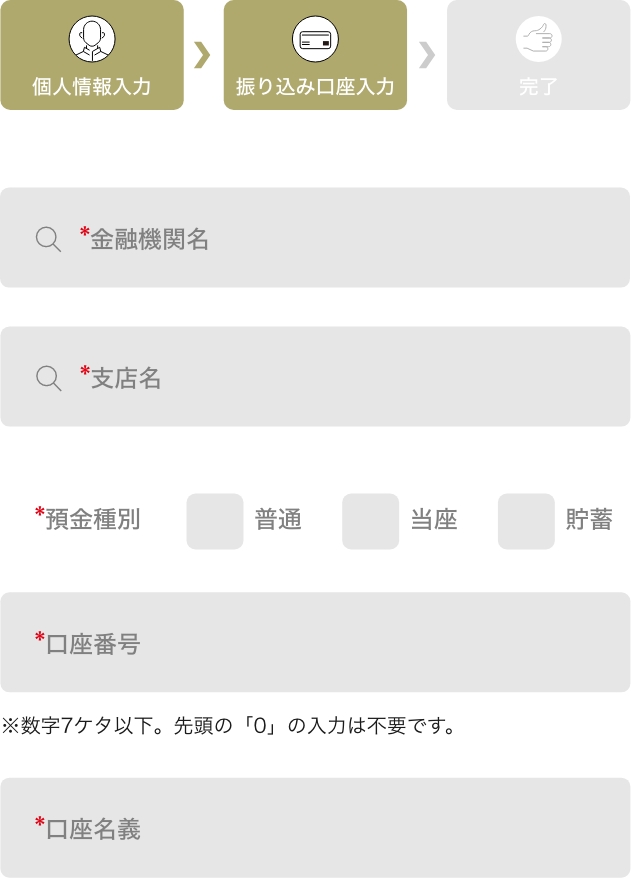 個人情報入力
振り込み口座入力
完了
*金融機関名
*支店名
*預金種別 普通 当座 貯蓄
*口座番号
※数字7ケタ以下。先頭の「0」の入力は不要です。
*口座名義